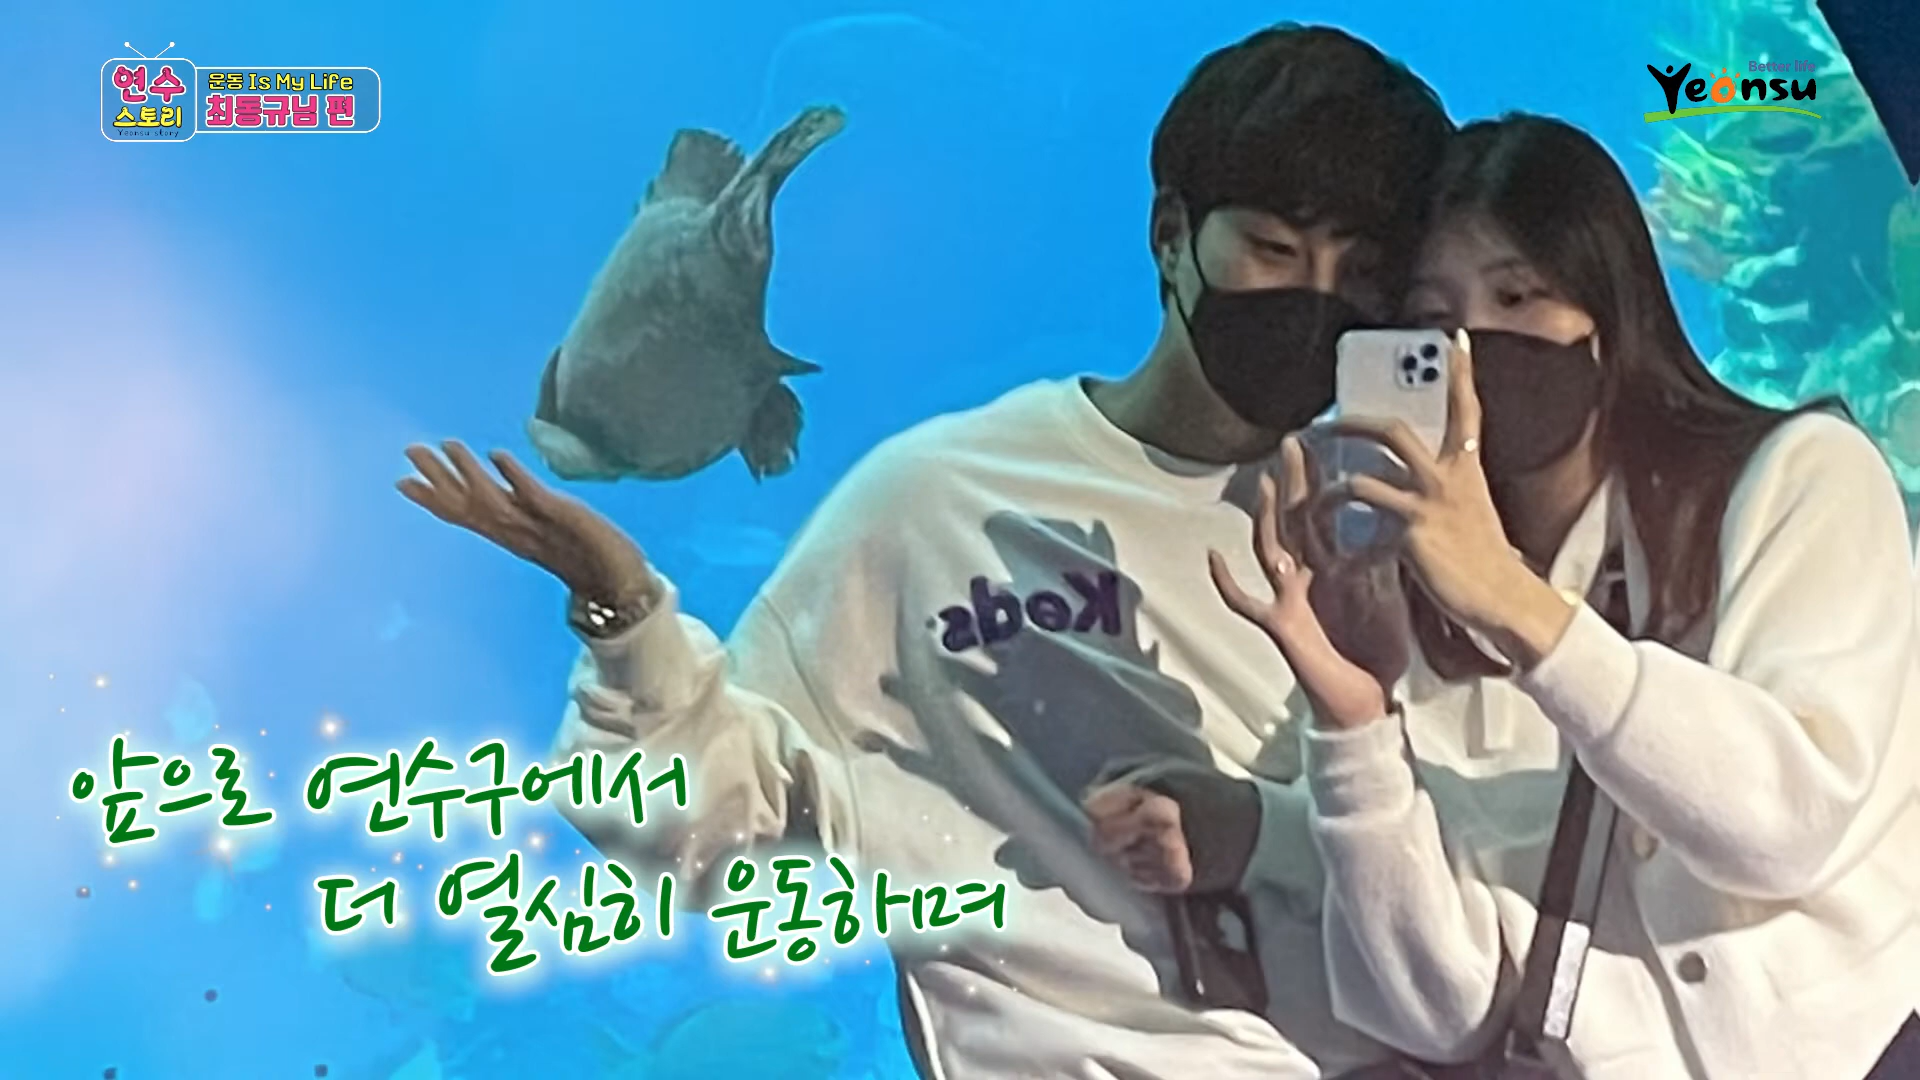 연수
스토리
Yeonsu story
운동 Is My Life
최동규님 편
Better life
Yeonsu
Keds
앞으로 연수구에서
더 열심히 운동하며